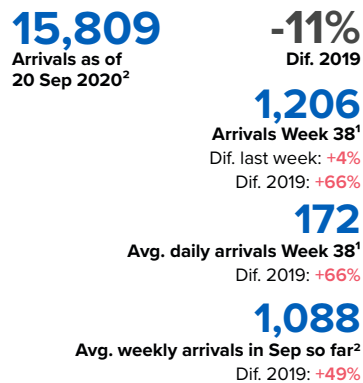 15,809
Arrivals as of
20 Sep 2020²
-11%
Dif. 2019
1,206
Arrivals Week 38¹
Dif. last week: +4%
Dif. 2019: +66%
172
Avg. daily arrivals Week 38¹
Dif. 2019: +66%
1,088
Avg. weekly arrivals in Sep so far²
Dif. 2019: +49%